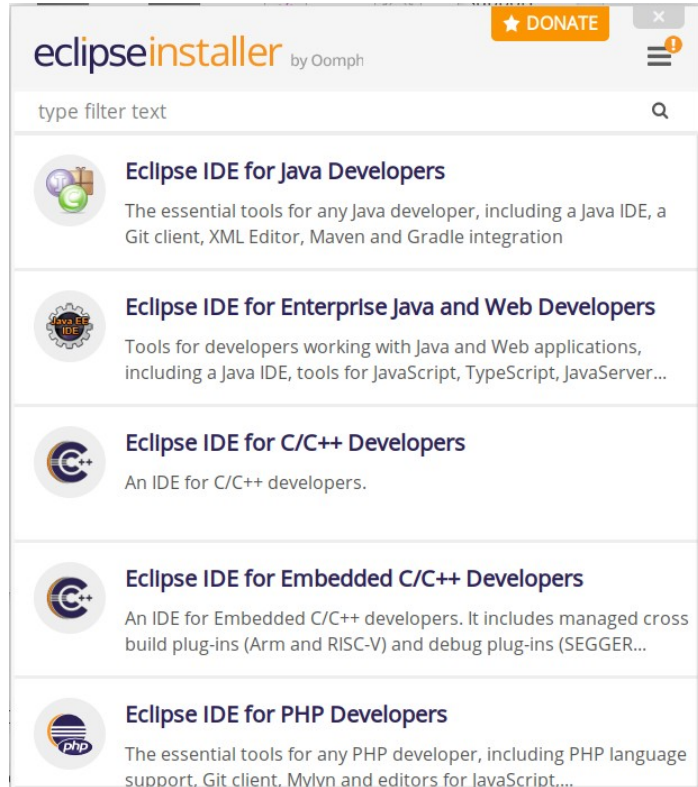 DONATE
eclipseinstaller by Oomph
type filter text
Eclipse IDE for Java Developers
The essential tools for any Java developer, including a Java IDE, a
Git client, XML Editor, Maven and Gradle integration
Java EE
IDE
Eclipse IDE for Enterprise Java and Web Developers
Tools for developers working with Java and Web applications,
including a Java IDE, tools for JavaScript, TypeScript, JavaServer...
C++
Eclipse IDE for C/C++ Developers
An IDE for C/C++ developers.
C++
Eclipse IDE for Embedded C/C++ Developers
An IDE for Embedded C/C++ developers. It includes managed cross
build plug-ins (Arm and RISC-V) and debug plug-ins (SEGGER...
php
Eclipse IDE for PHP Developers
The essential tools for any PHP developer, including PHP language
support, Git client, Mylyn and editors for JavaScript,...